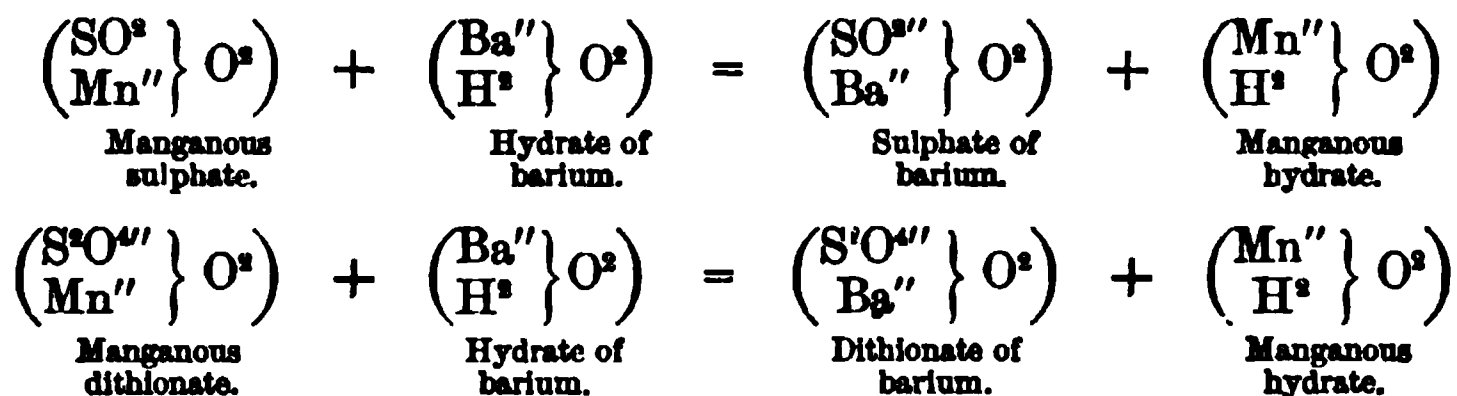 (SO² Mn″} O²) + (Ba″ H²} O²) = (SO²″ Ba″} O²) + (Mn″ H²} O²)
Manganous sulphate. Hydrate of barium. Sulphate of barium. Manganous hydrate.
(S²O⁴″ Mn″} O²) + (Ba″ H²} O²) = (S²O⁴″ Ba″} O²) + (Mn″ H²} O²)
Manganous dithionate. Hydrate of barium. Dithionate of barium. Manganous hydrate.